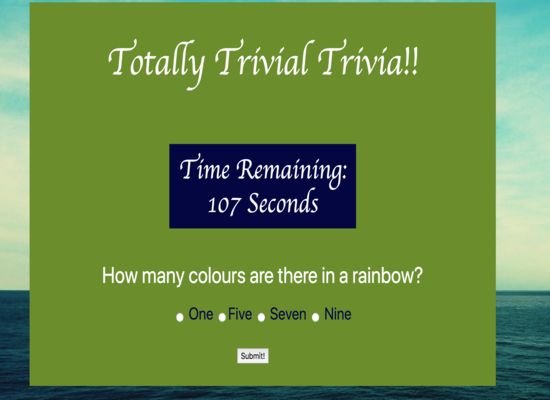 Totally Trivial Trivia!!
Time Remaining:
107 Seconds
How many colours are there in a rainbow?
One Five Seven Nine
Submit!